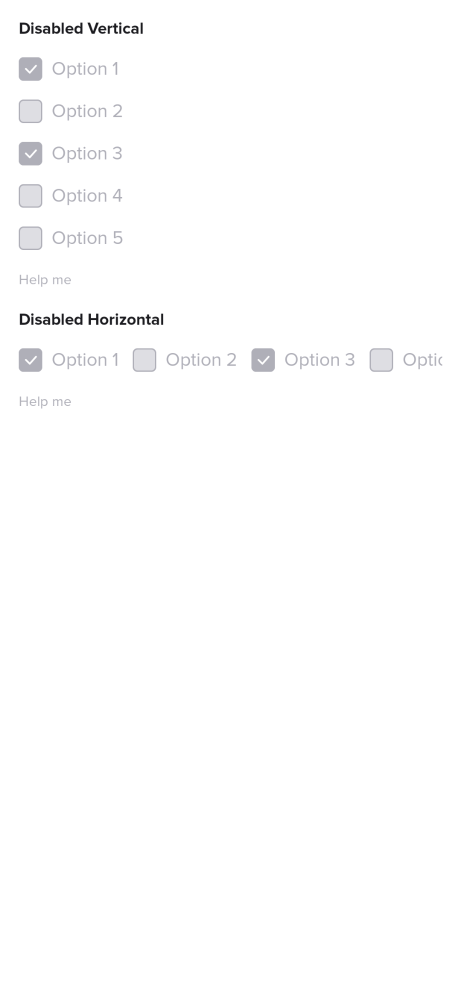 Disabled Vertical
Option 1
Option 2
Option 3
Option 4
Option 5
Help me
Disabled Horizontal
Option 1 Option 2 Option 3
Help me